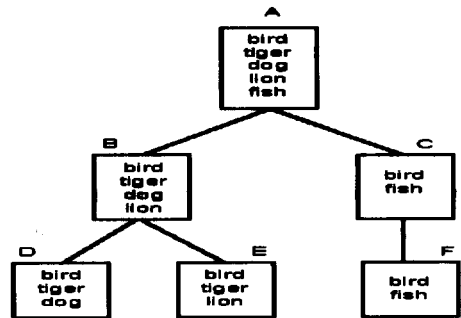 A
bird
tiger
dog
lion
fish
B
bird
tiger
dog
lion
C
bird
fish
D
bird
tiger
dog
E
bird
tiger
lion
F
bird
fish